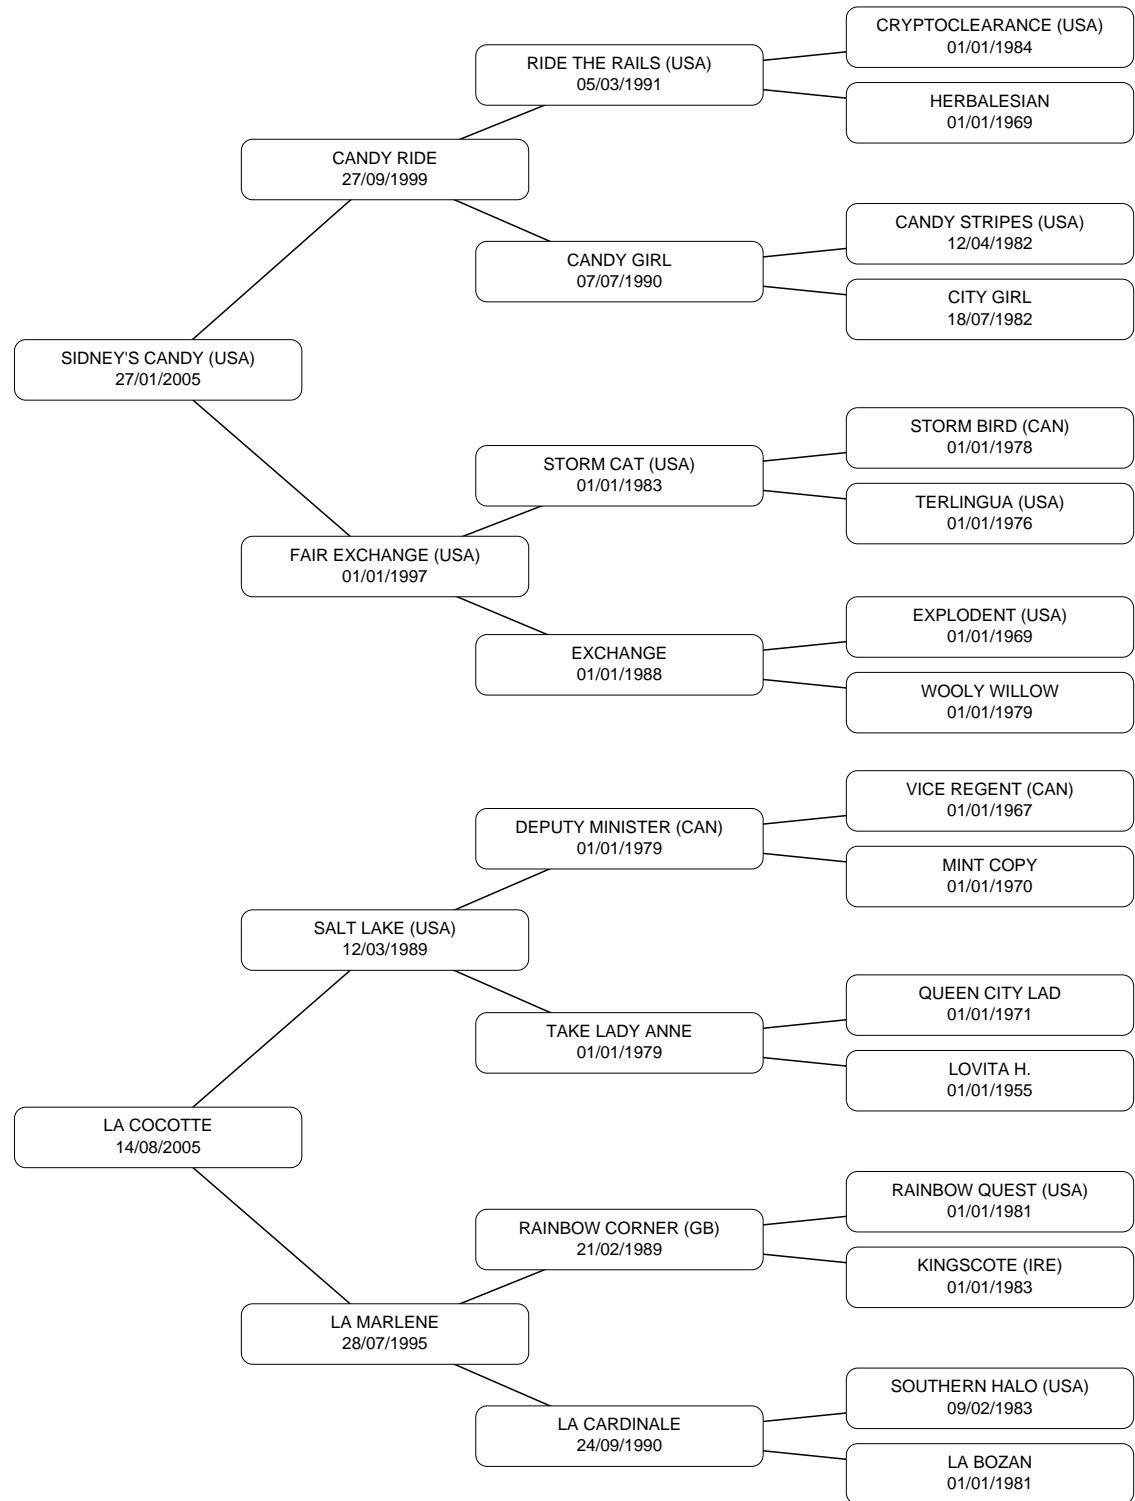 CRYPTOCLEARANCE (USA)
01/01/1984
RIDE THE RAILS (USA)
05/03/1991
HERBALESIAN
01/01/1969
CANDY RIDE
27/09/1999
CANDY STRIPES (USA)
12/04/1982
CANDY GIRL
07/07/1990
CITY GIRL
18/07/1982
SIDNEY'S CANDY (USA)
27/01/2005
STORM BIRD (CAN)
01/01/1978
STORM CAT (USA)
01/01/1983
TERLINGUA (USA)
01/01/1976
FAIR EXCHANGE (USA)
01/01/1997
EXPLODENT (USA)
01/01/1969
EXCHANGE
01/01/1988
WOOLY WILLOW
01/01/1979
VICE REGENT (CAN)
01/01/1967
DEPUTY MINISTER (CAN)
01/01/1979
MINT COPY
01/01/1970
SALT LAKE (USA)
12/03/1989
QUEEN CITY LAD
01/01/1971
TAKE LADY ANNE
01/01/1979
LOVITA H.
01/01/1955
LA COCOTTE
14/08/2005
RAINBOW QUEST (USA)
01/01/1981
RAINBOW CORNER (GB)
21/02/1989
KINGSCOTE (IRE)
01/01/1983
LA MARLENE
28/07/1995
SOUTHERN HALO (USA)
09/02/1983
LA CARDINALE
24/09/1990
LA BOZAN
01/01/1981